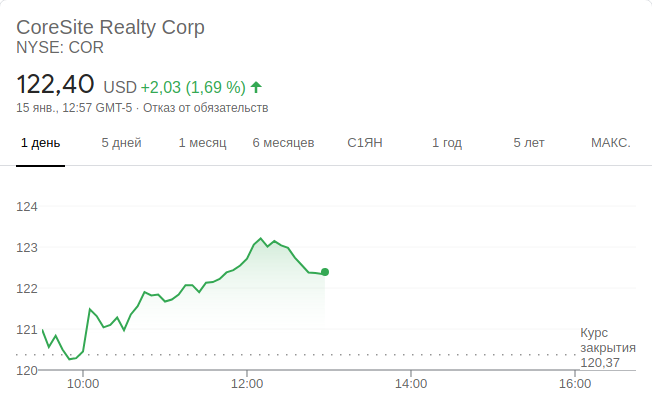 CoreSite Realty Corp
NYSE: COR
122,40 USD +2,03 (1,69 %)
15 янв., 12:57 GMT-5 · Отказ от обязательств
1 день 5 дней 1 месяц 6 месяцев С1ЯН 1 год 5 лет МАКС.
124
123
122
121
Курс
закрытия
120,37
120
10:00 12:00 14:00 16:00